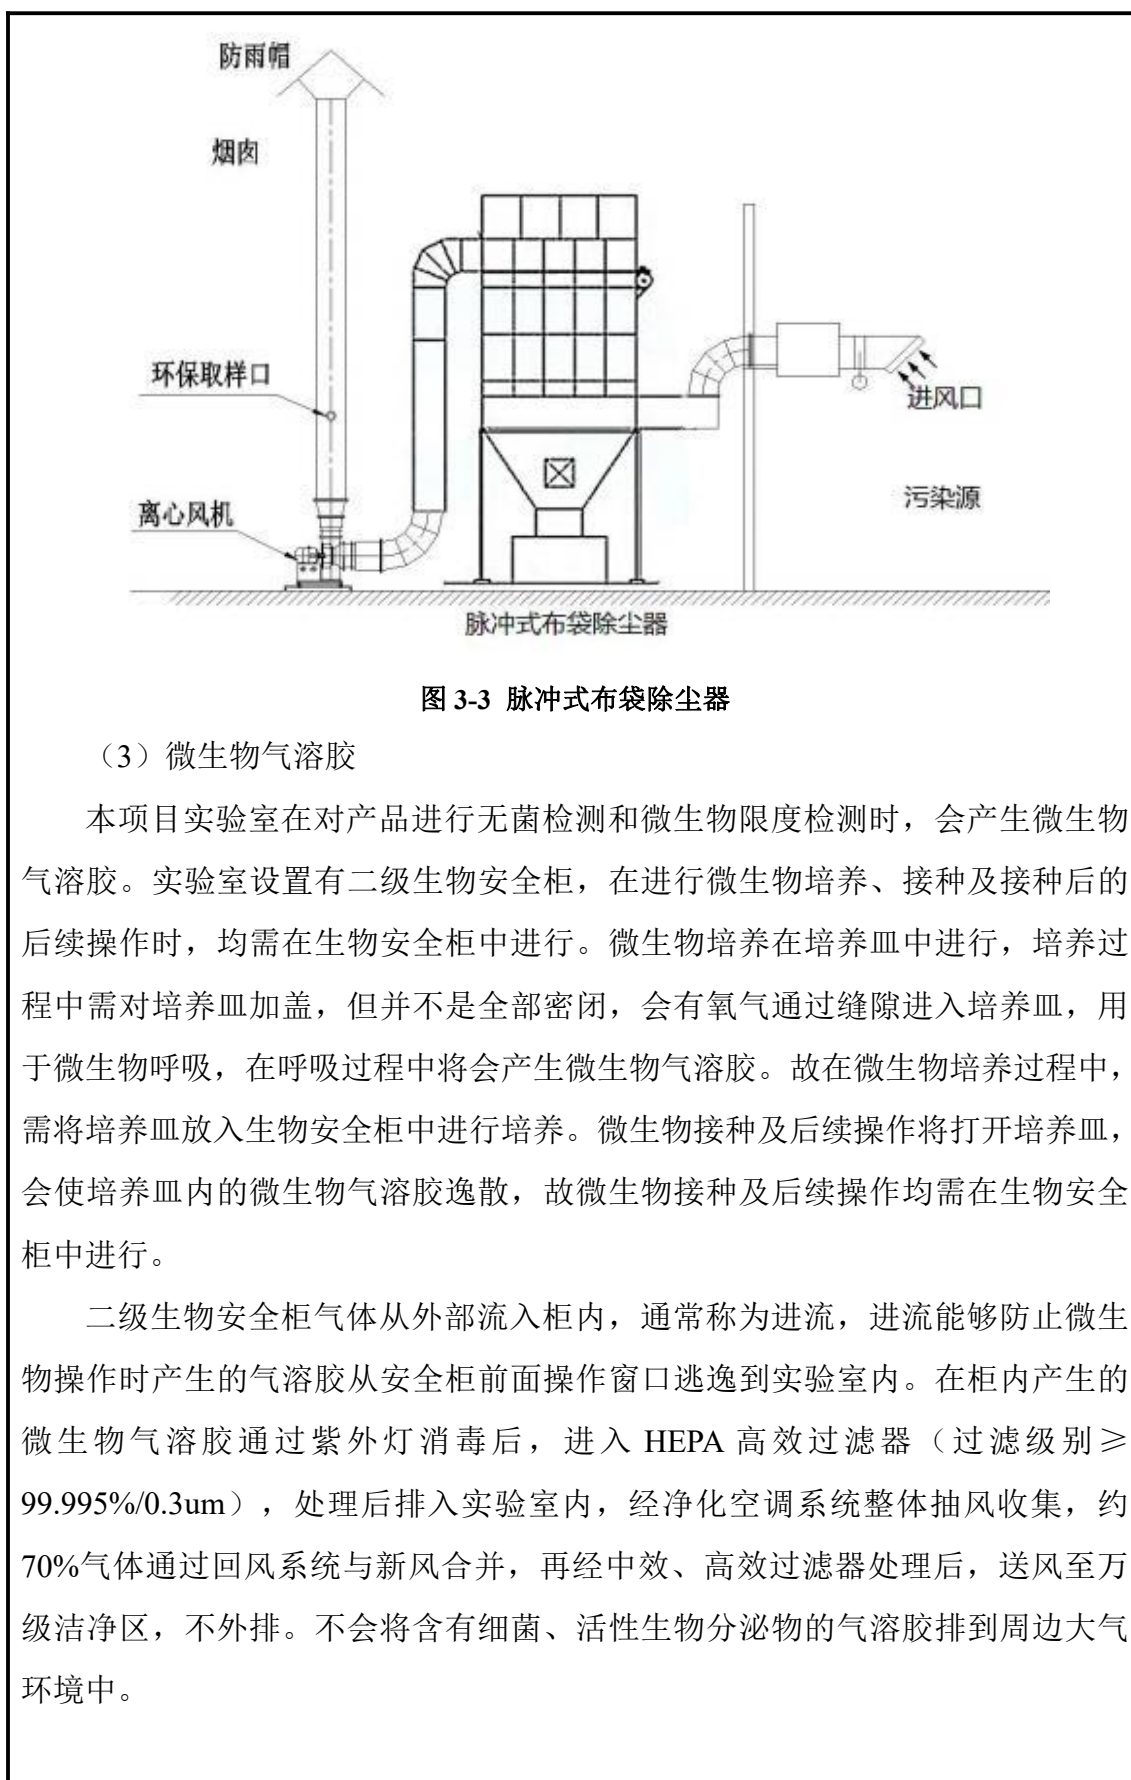 防雨帽
烟囱
环保取样口
进风口
污染源
离心风机
脉冲式布袋除尘器
图 3-3 脉冲式布袋除尘器
（3）微生物气溶胶
本项目实验室在对产品进行无菌检测和微生物限度检测时，会产生微生物
气溶胶。实验室设置有二级生物安全柜，在进行微生物培养、接种及接种后的
后续操作时，均需在生物安全柜中进行。微生物培养在培养皿中进行，培养过
程中需对培养皿加盖，但并不是全部密闭，会有氧气通过缝隙进入培养皿，用
于微生物呼吸，在呼吸过程中将会产生微生物气溶胶。故在微生物培养过程中，
需将培养皿放入生物安全柜中进行培养。微生物接种及后续操作将打开培养皿，
会使培养皿内的微生物气溶胶逸散，故微生物接种及后续操作均需在生物安全
柜中进行。
二级生物安全柜气体从外部流入柜内，通常称为进流，进流能够防止微生
物操作时产生的气溶胶从安全柜前面操作窗口逃逸到实验室内。在柜内产生的
微生物气溶胶通过紫外灯消毒后，进入 HEPA 高效过滤器（过滤级别≥
99.995%/0.3um），处理后排入实验室内，经净化空调系统整体抽风收集，约
70%气体通过回风系统与新风合并，再经中效、高效过滤器处理后，送风至万
级洁净区，不外排。不会将含有细菌、活性生物分泌物的气溶胶排到周边大气
环境中。